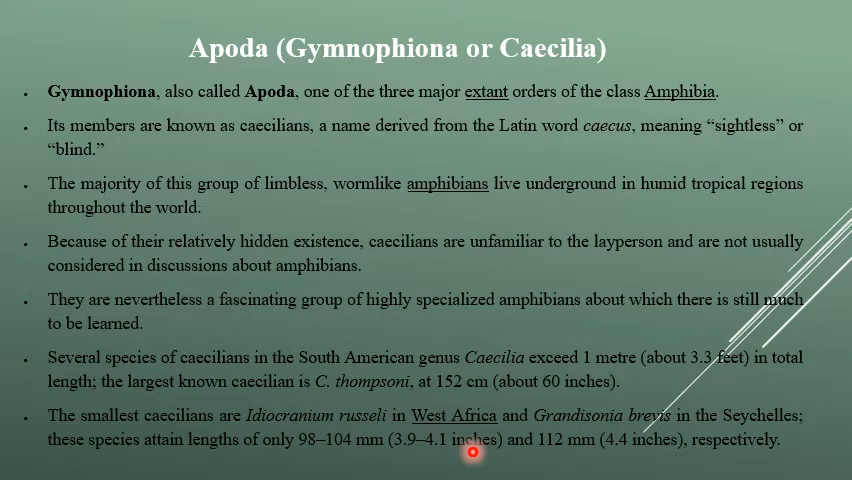 Apoda (Gymnophiona or Caecilia)
• Gymnophiona, also called Apoda, one of the three major extant orders of the class Amphibia.
• Its members are known as caecilians, a name derived from the Latin word caecus, meaning “sightless” or
“blind.”
• The majority of this group of limbless, wormlike amphibians live underground in humid tropical regions
throughout the world.
• Because of their relatively hidden existence, caecilians are unfamiliar to the layperson and are not usually
considered in discussions about amphibians.
• They are nevertheless a fascinating group of highly specialized amphibians about which there is still much
to be learned.
• Several species of caecilians in the South American genus Caecilia exceed 1 metre (about 3.3 feet) in total
length; the largest known caecilian is C. thompsoni, at 152 cm (about 60 inches).
• The smallest caecilians are Idiocranium russeli in West Africa and Grandisonia brevis in the Seychelles;
these species attain lengths of only 98–104 mm (3.9–4.1 inches) and 112 mm (4.4 inches), respectively.